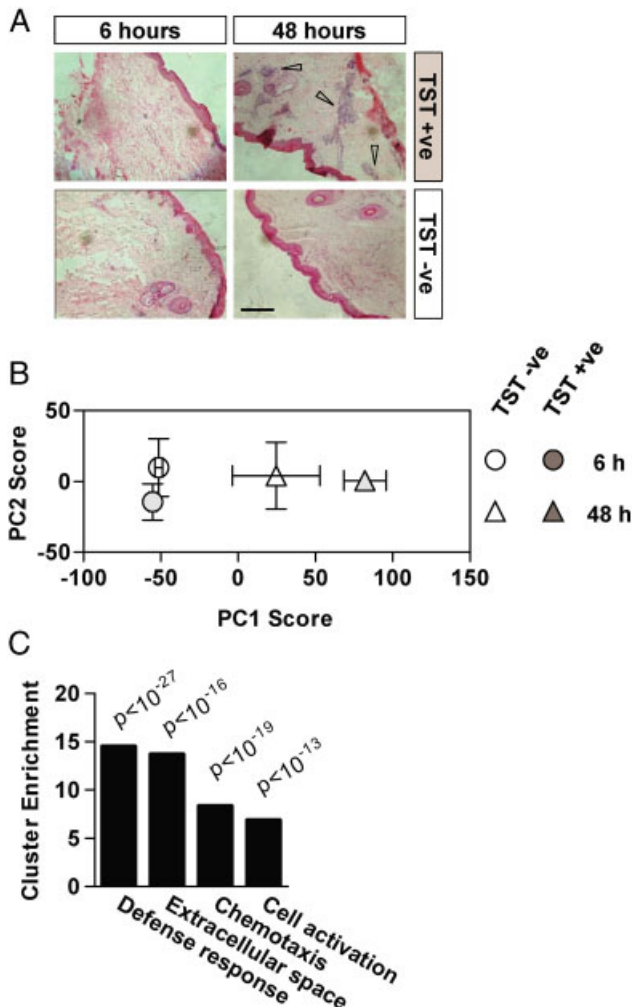 A
6 hours
48 hours
TST +ve
TST -ve
B
PC2 Score
50
0
-50
-100
-50
0
50
100
150
PC1 Score
TST -ve
TST +ve
6 h
48 h
C
Cluster Enrichment
20
15
10
5
0
p<10^-27
p<10^-16
p<10^-19
p<10^-13
Defense response
Extracellular space
Chemotaxis
Cell activation